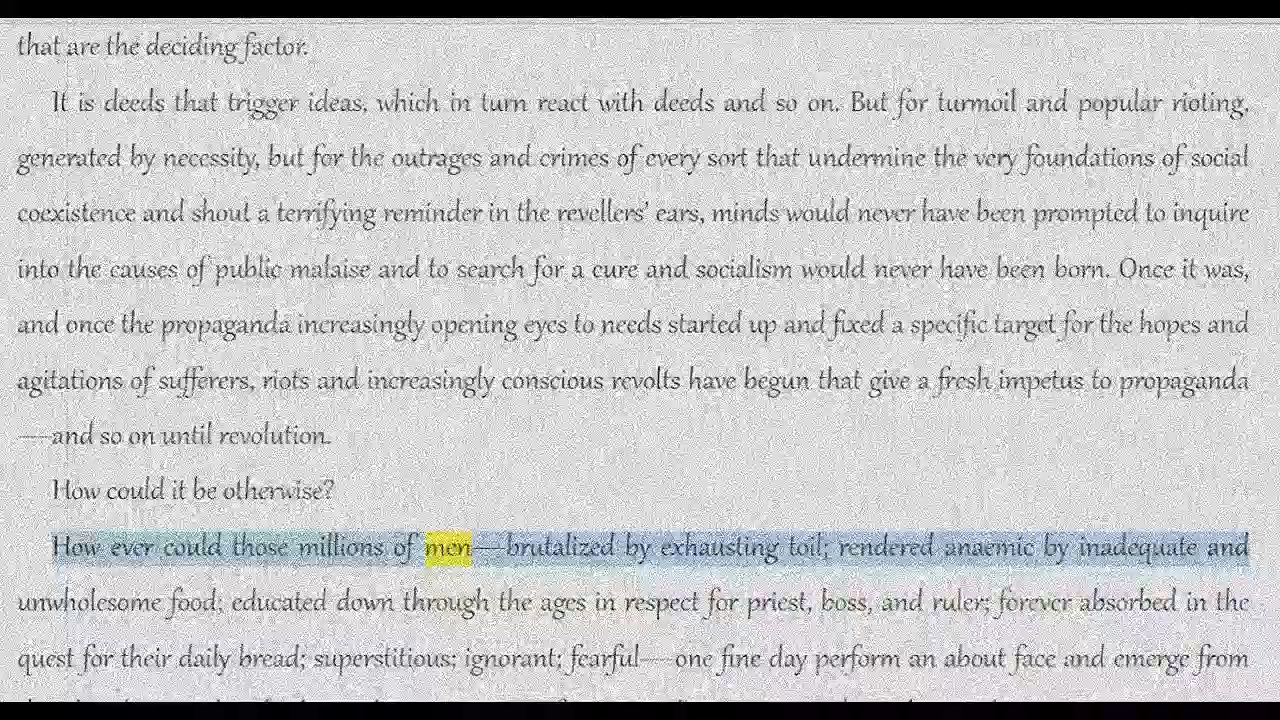 that are the deciding factor.
It is deeds that trigger ideas, which in turn react with deeds and so on. But for turmoil and popular rioting,
generated by necessity, but for the outrages and crimes of every sort that undermine the very foundations of social
coexistence and shout a terrifying reminder in the revellers’ ears, minds would never have been prompted to inquire
into the causes of public malaise and to search for a cure and socialism would never have been born. Once it was,
and once the propaganda increasingly opening eyes to needs started up and fixed a specific target for the hopes and
agitations of sufferers, riots and increasingly conscious revolts have begun that give a fresh impetus to propaganda
—and so on until revolution.
How could it be otherwise?
How ever could those millions of men—brutalized by exhausting toil; rendered anaemic by inadequate and
unwholesome food; educated down through the ages in respect for priest, boss, and ruler; forever absorbed in the
quest for their daily bread; superstitious; ignorant; fearful—one fine day perform an about face and emerge from